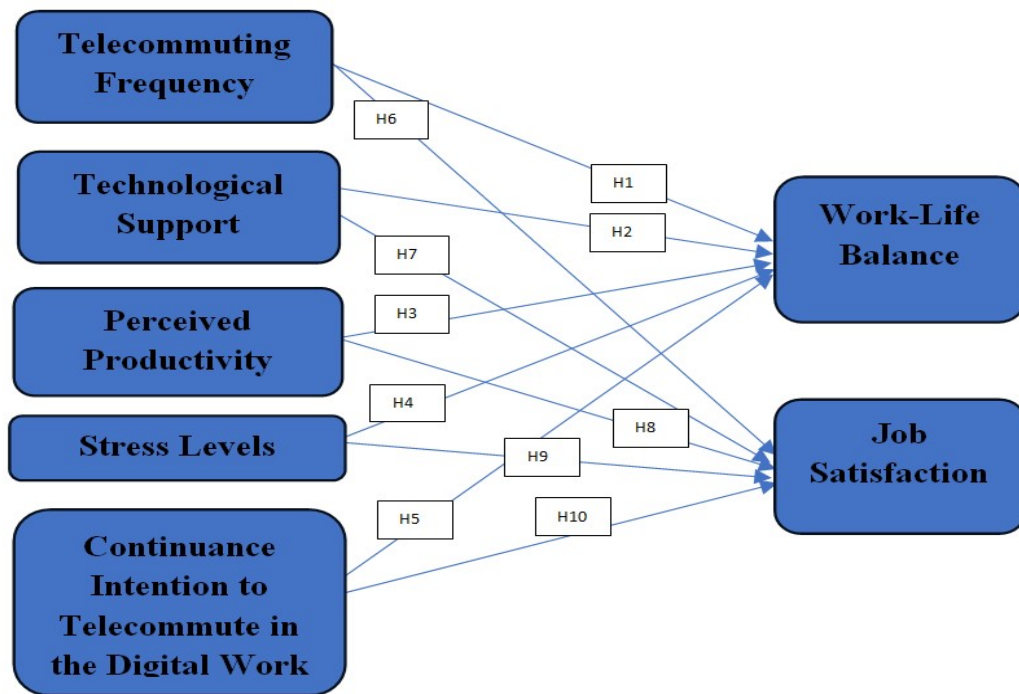 Telecommuting
Frequency
H6
Technological
Support
H1
Work-Life
Balance
H2
H7
Perceived
Productivity
H3
Stress Levels
H4
H8
Job
Satisfaction
H9
H5
H10
Continuance
Intention to
Telecommute in
the Digital Work